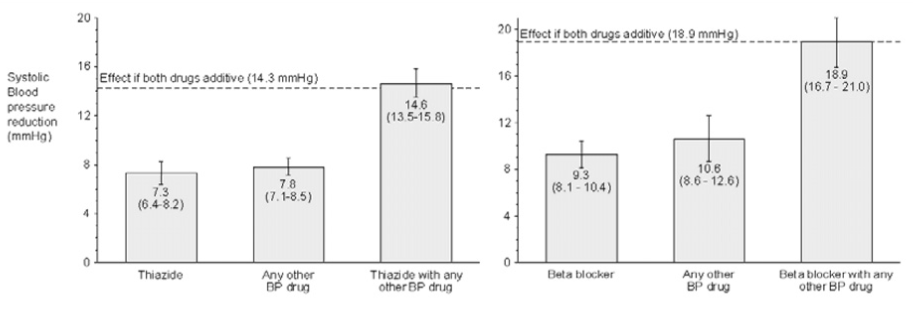 20
16
12
8
4
0
Systolic
Blood
pressure
reduction
(mmHg)
Effect if both drugs additive (14.3 mmHg)
7.3
(6.4-8.2)
7.8
(7.1-8.5)
14.6
(13.5-15.8)
Thiazide
Any other
BP drug
Thiazide with any
other BP drug
20
16
12
8
4
0
Effect if both drugs additive (18.9 mmHg)
9.3
(8.1 - 10.4)
10.6
(8.6 - 12.6)
18.9
(16.7 - 21.0)
Beta blocker
Any other
BP drug
Beta blocker with any
other BP drug